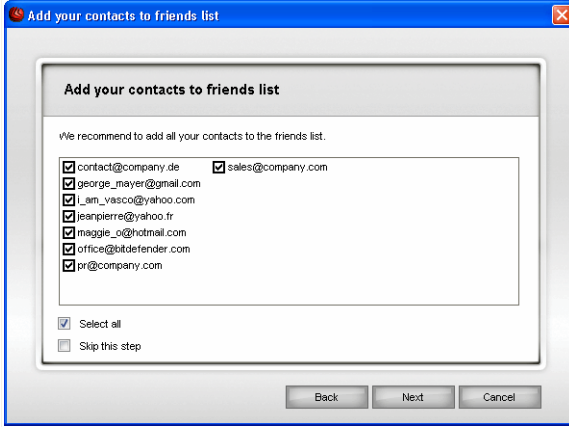 Add your contacts to friends list
Add your contacts to friends list
We recommend to add all your contacts to the friends list.
contact@company.de sales@company.com
george_mayer@gmail.com
i_am_vasco@yahoo.com
jeanpierre@yahoo.fr
maggie_o@hotmail.com
office@bitdefender.com
pr@company.com
Select all
Skip this step
Back Next Cancel